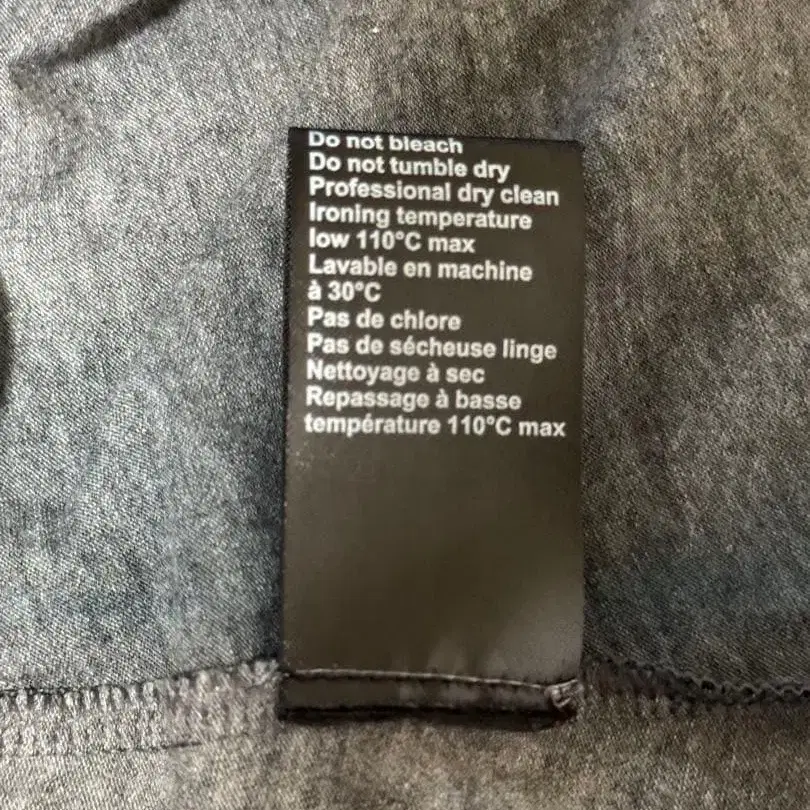 Do not bleach
Do not tumble dry
Professional dry clean
Ironing temperature
low 110°C max
Lavable en machine
à 30°C
Pas de chlore
Pas de sécheuse linge
Nettoyage à sec
Repassage à basse
température 110°C max